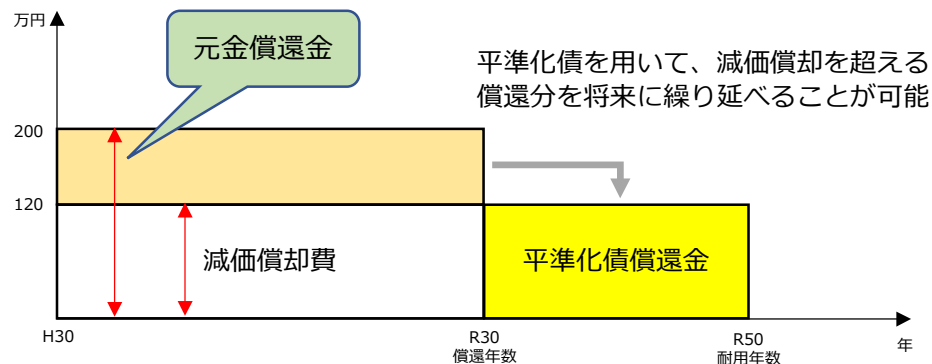 万円
元金償還金
平準化債を用いて、減価償却を超える
償還分を将来に繰り延べることが可能
200
120
減価償却費
平準化債償還金
H30
R30
償還年数
R50
耐用年数
年